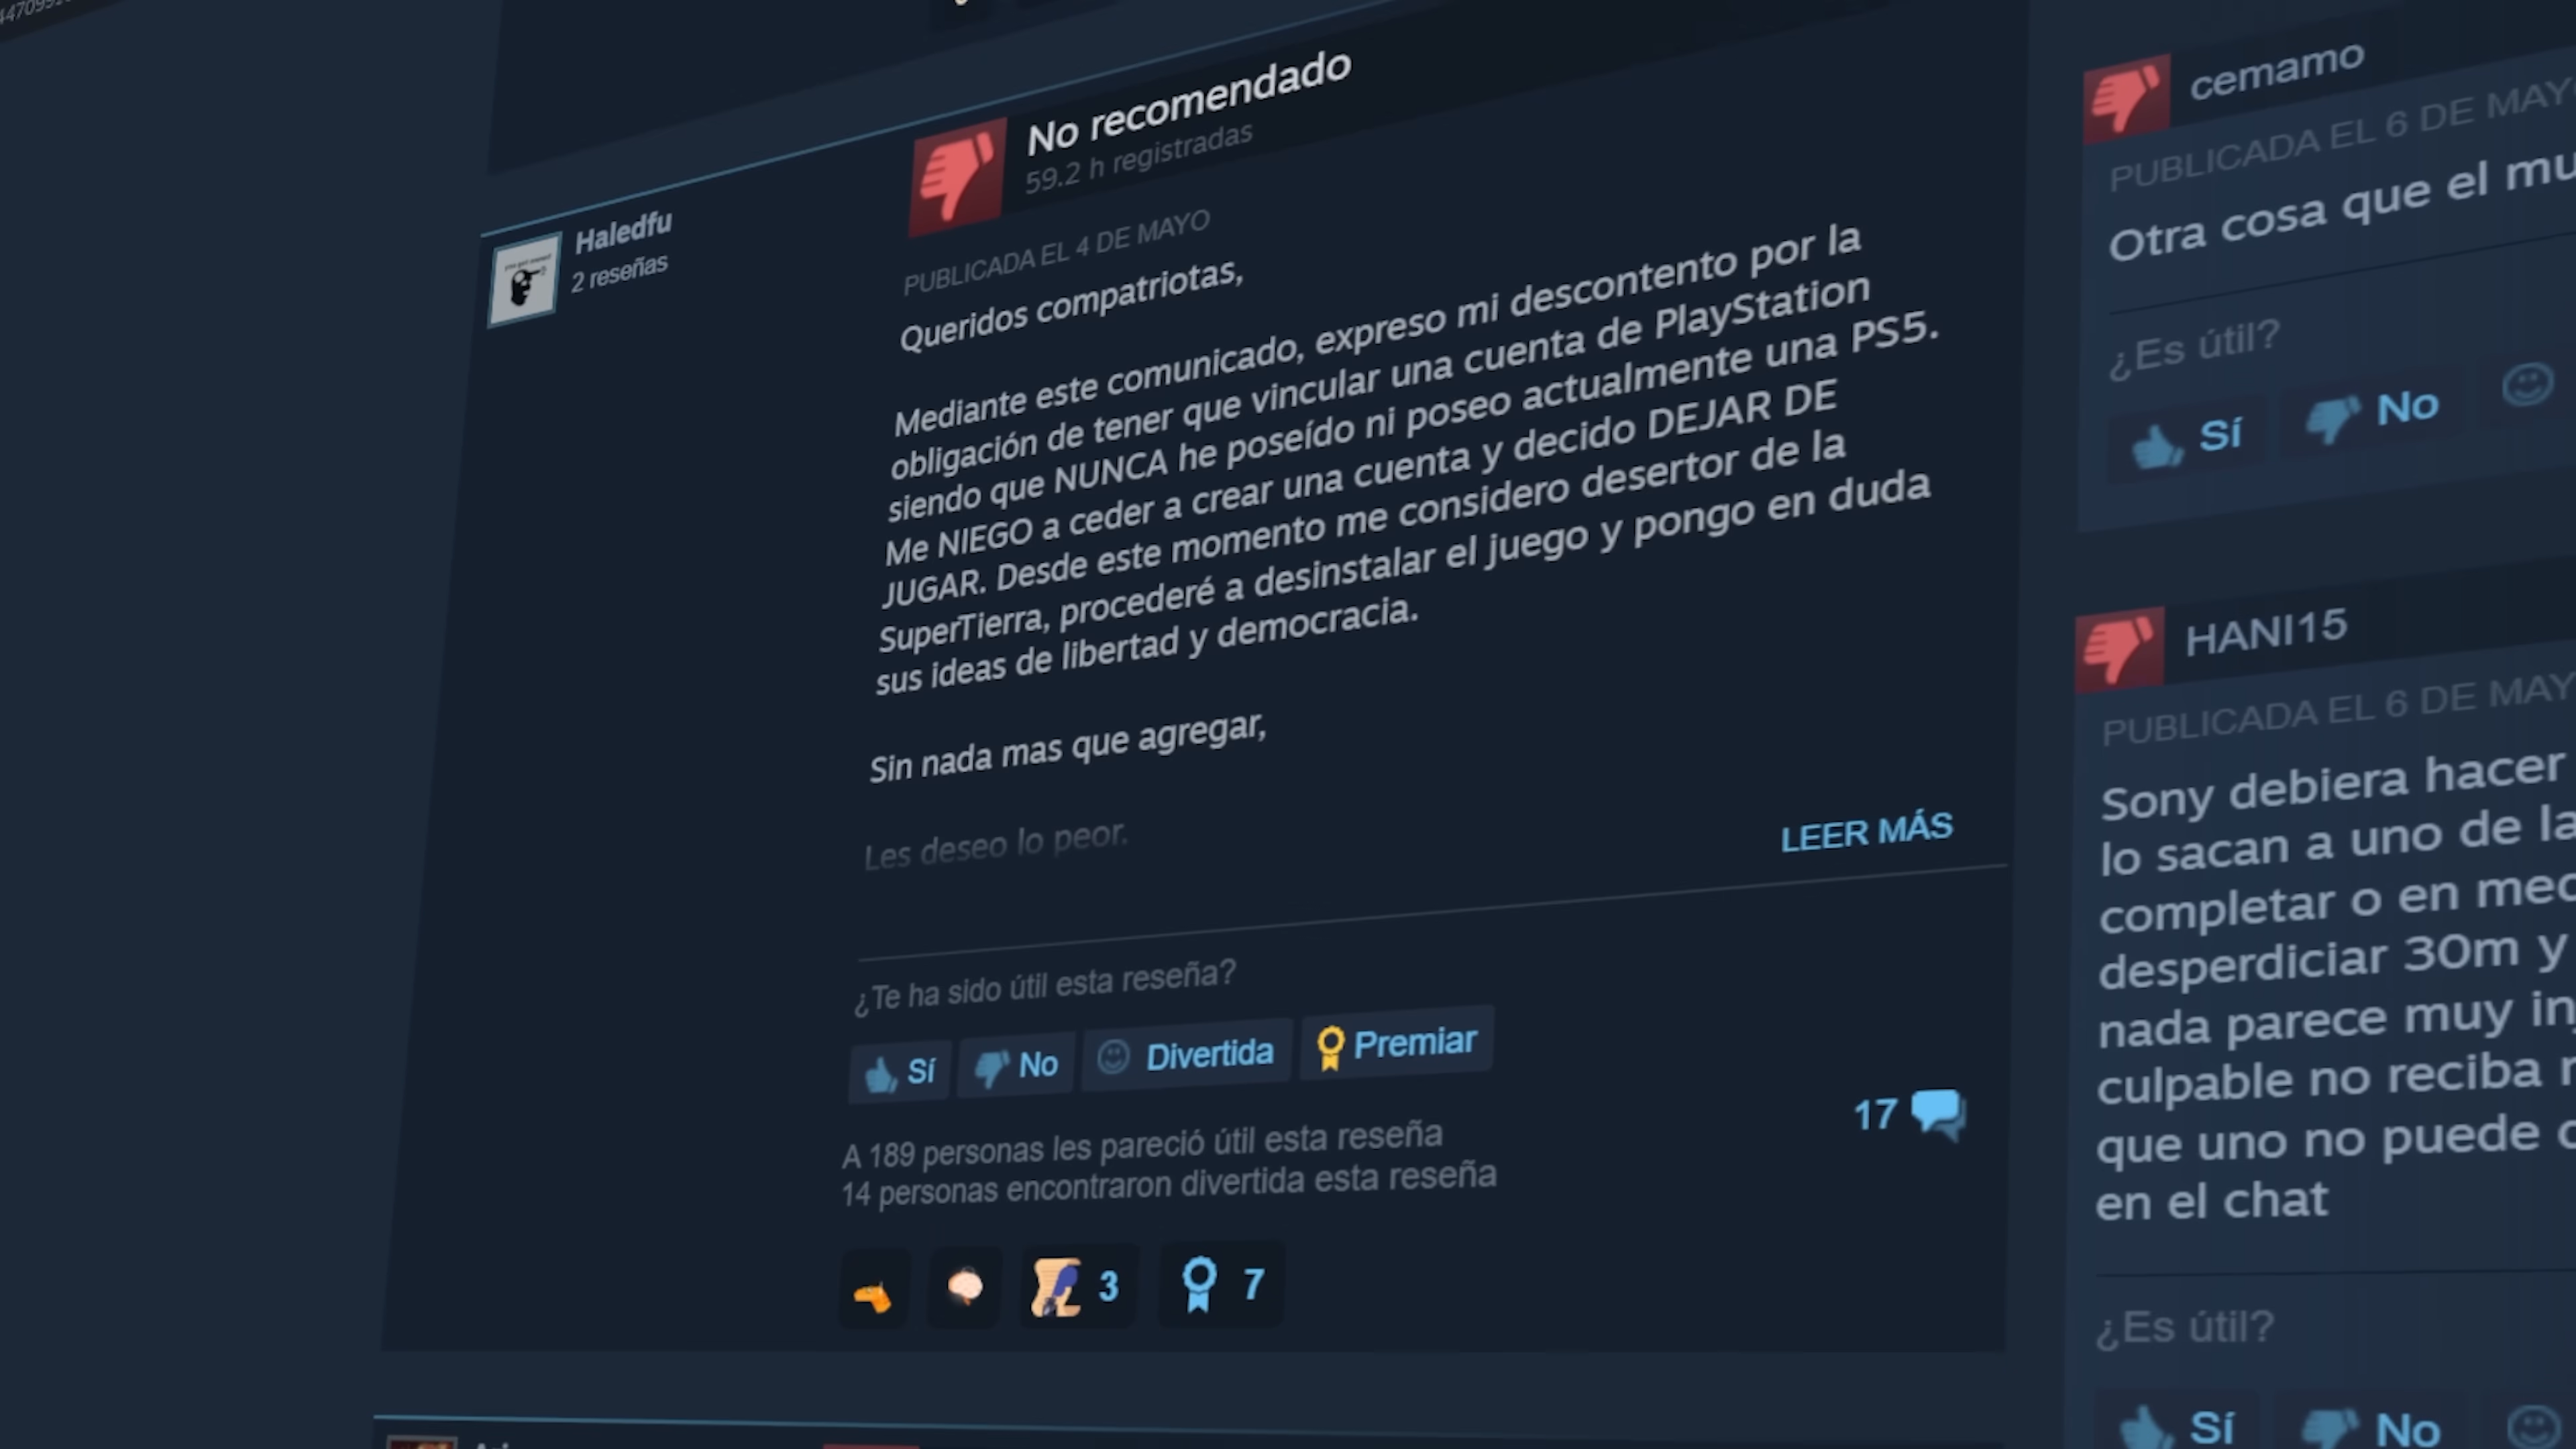 Haledfu
2 reseñas
No recomendado
59.2 h registradas
PUBLICADA EL 4 DE MAYO
Queridos compatriotas,
Mediante este comunicado, expreso mi descontento por la
obligación de tener que vincular una cuenta de PlayStation
siendo que NUNCA he poseído ni poseo actualmente una PS5.
Me NIEGO a ceder a crear una cuenta y decido DEJAR DE
JUGAR. Desde este momento me considero desertor de la
SuperTierra, procederé a desinstalar el juego y pongo en duda
sus ideas de libertad y democracia.
Sin nada mas que agregar,
Les deseo lo peor.
LEER MÁS
¿Te ha sido útil esta reseña?
Sí No Divertida Premiar
A 189 personas les pareció útil esta reseña
14 personas encontraron divertida esta reseña
17
3 7
cemamo
PUBLICADA EL 6 DE MAYO
Otra cosa que el
¿Es útil?
Sí No
HANI15
PUBLICADA EL 6 DE MAY
Sony debiera hacer
lo sacan a uno de
completar o en
desperdiciar 30m y
nada parece muy
culpable no reciba
que uno no puede
en el chat
¿Es útil?
Sí No